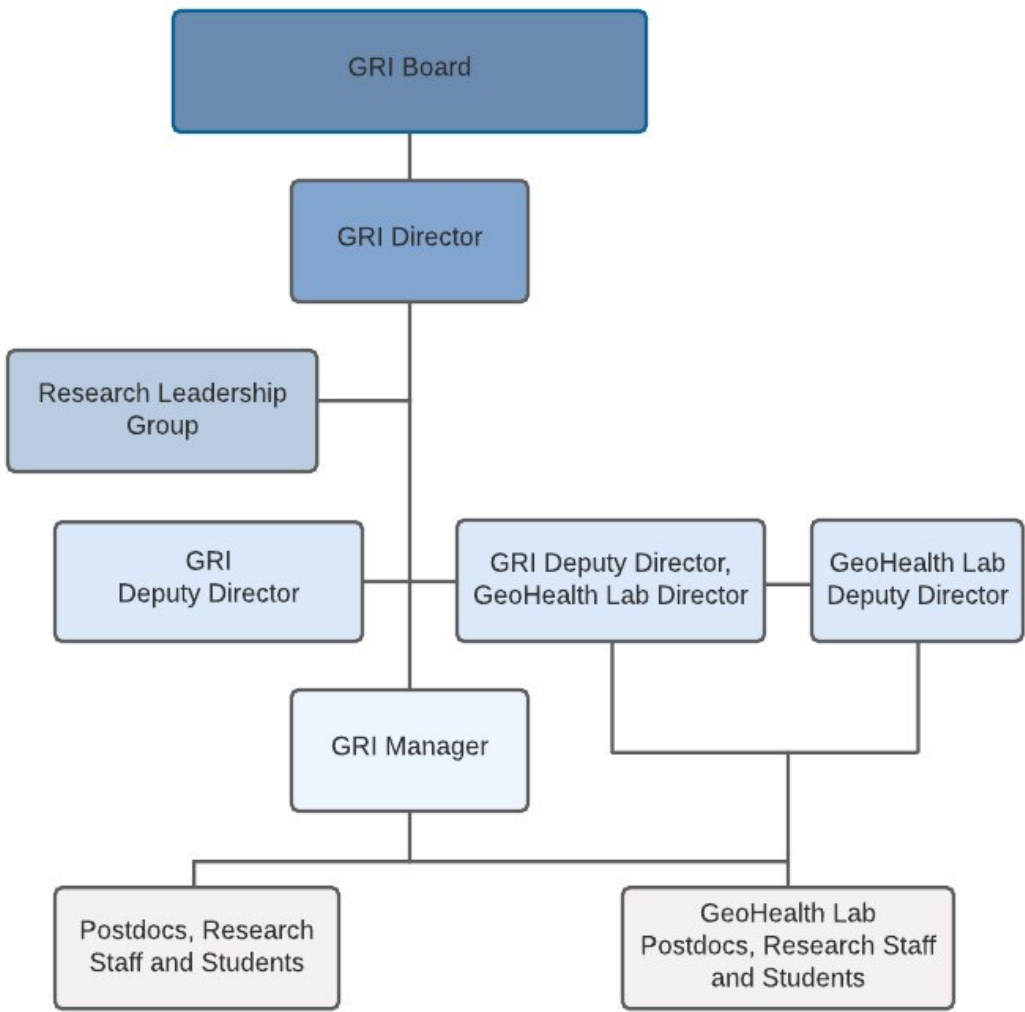 GRI Board
GRI Director
Research Leadership
Group
GRI
Deputy Director
GRI Deputy Director,
GeoHealth Lab Director
GeoHealth Lab
Deputy Director
GRI Manager
Postdocs, Research
Staff and Students
GeoHealth Lab
Postdocs, Research Staff
and Students